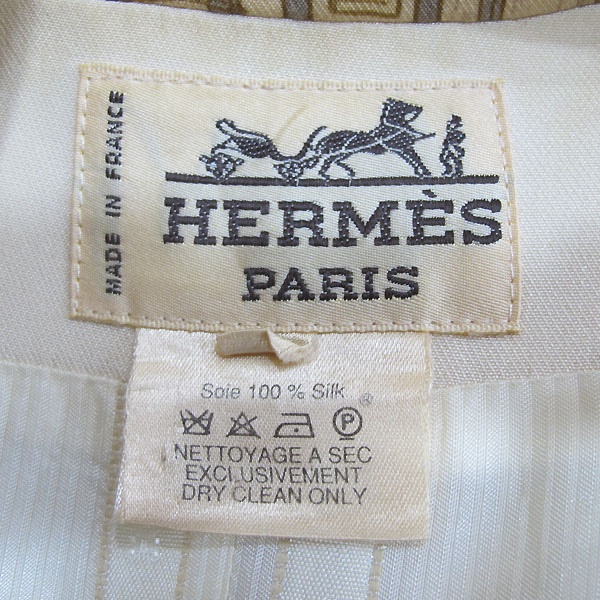 MADE IN FRANCE
HERMÈS
PARIS
Soie 100 % Silk ®
P
NETTOYAGE A SEC
EXCLUSIVEMENT
DRY CLEAN ONLY